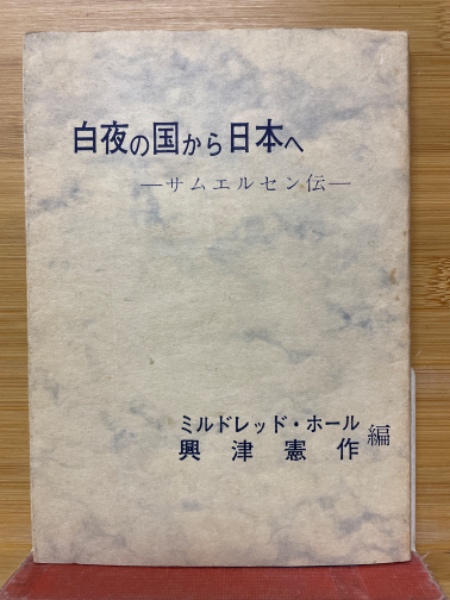 白夜の国から日本へ
―サムエルセン伝―
ミルドレッド・ホール
興津憲作
編